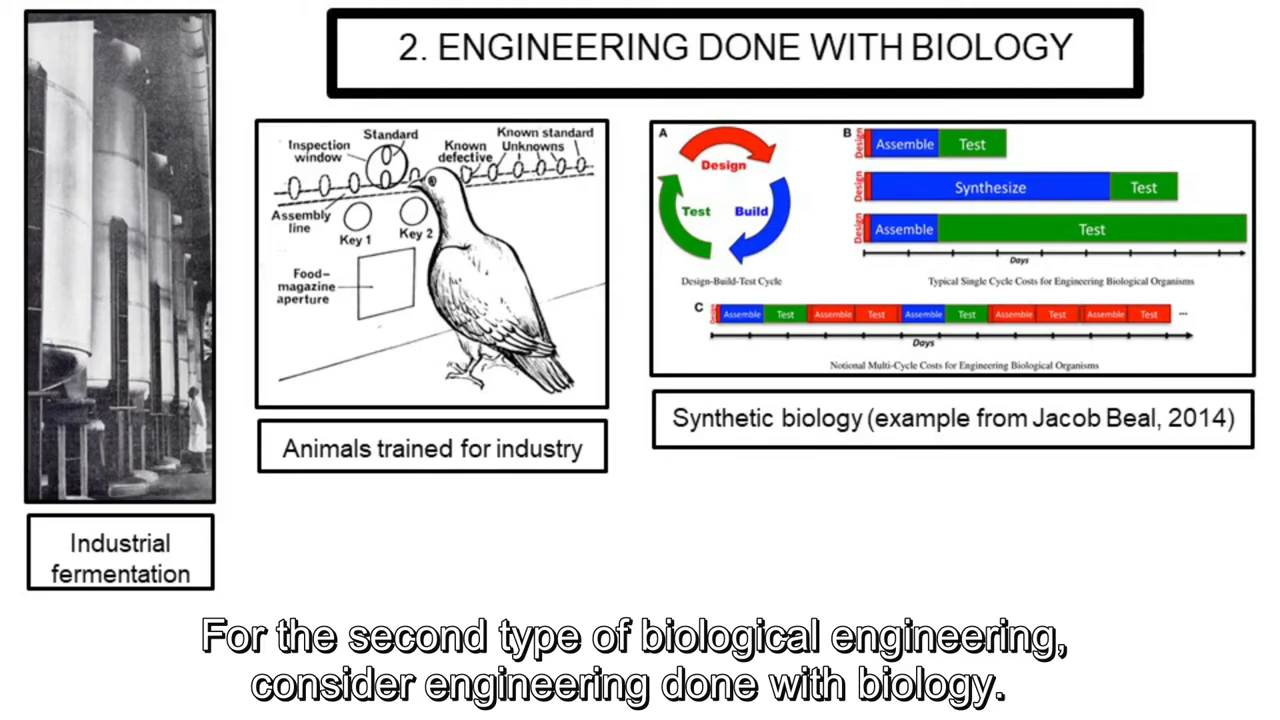 2. ENGINEERING DONE WITH BIOLOGY
Industrial
fermentation
Standard
Inspection
window
Known
defective
Known standard
Unknowns
Assembly
line
Key 1
Key 2
Food-
magazine
aperture
Animals trained for industry
A
Design
Build
Test
Design-Build-Test Cycle
B
Design
Assemble
Test
Design
Synthesize
Test
Design
Assemble
Test
Days
Typical Single Cycle Costs for Engineering Biological Organisms
C
Design
Assemble
Test
Assemble
Test
Assemble
Test
Assemble
Test
Assemble
Test
...
Days
Notional Multi-Cycle Costs for Engineering Biological Organisms
Synthetic biology (example from Jacob Beal, 2014)
For the second type of biological engineering,
consider engineering done with biology.